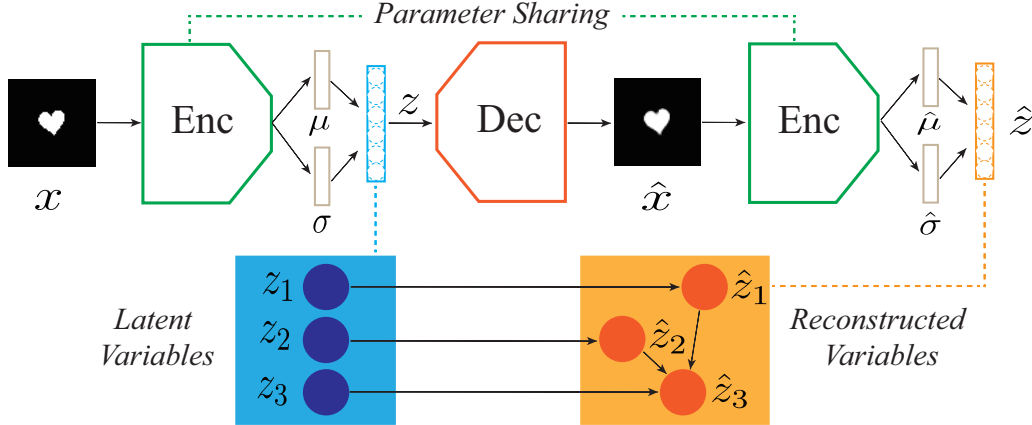 Parameter Sharing
Enc
μ
σ
z
Dec
Enc
μ̂
σ̂
ẑ
x
x̂
Latent
Variables
z₁
z₂
z₃
ẑ₁
ẑ₂
ẑ₃
Reconstructed
Variables